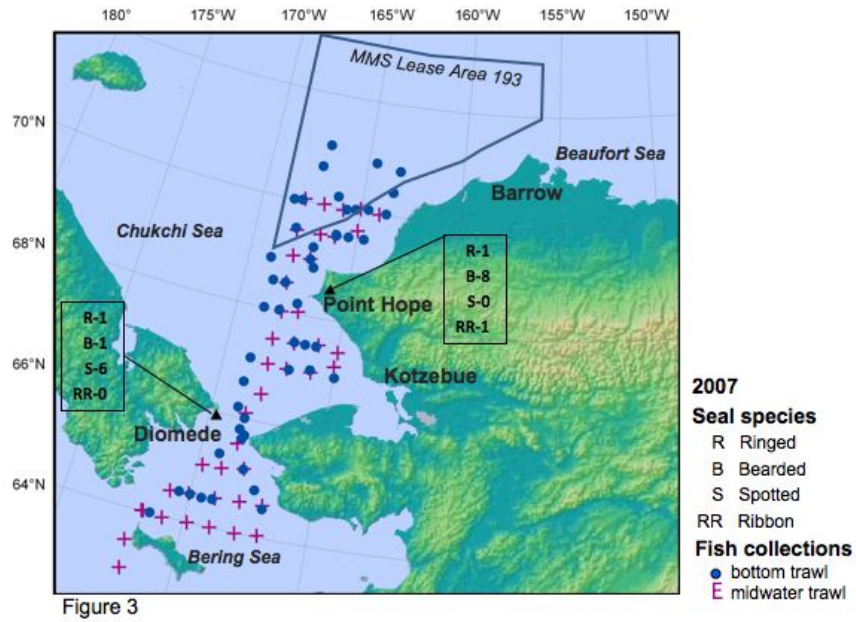 180° 175°W 170°W 165°W 160°W 155°W 150°W
MMS Lease Area 193
70°N
Beaufort Sea
Barrow
Chukchi Sea
68°N
R-1
B-8
S-0
RR-1
Point Hope
R-1
B-1
S-6
RR-0
66°N
Kotzebue
Diomede
64°N
Bering Sea
2007
Seal species
R Ringed
B Bearded
S Spotted
RR Ribbon
Fish collections
bottom trawl
E midwater trawl
Figure 3